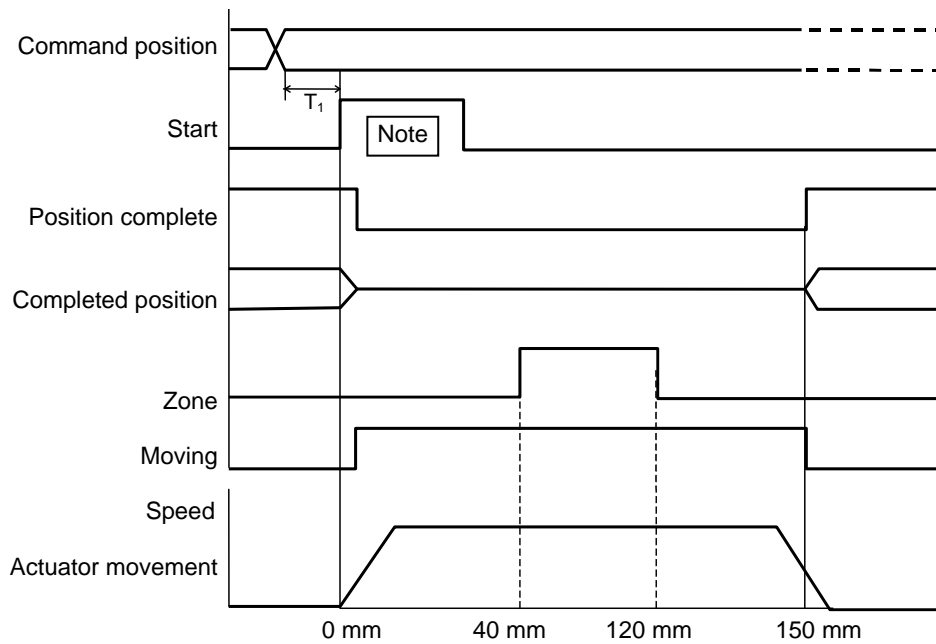 Command position
T₁
Start
Note
Position complete
Completed position
Zone
Moving
Speed
Actuator movement
0 mm 40 mm 120 mm 150 mm